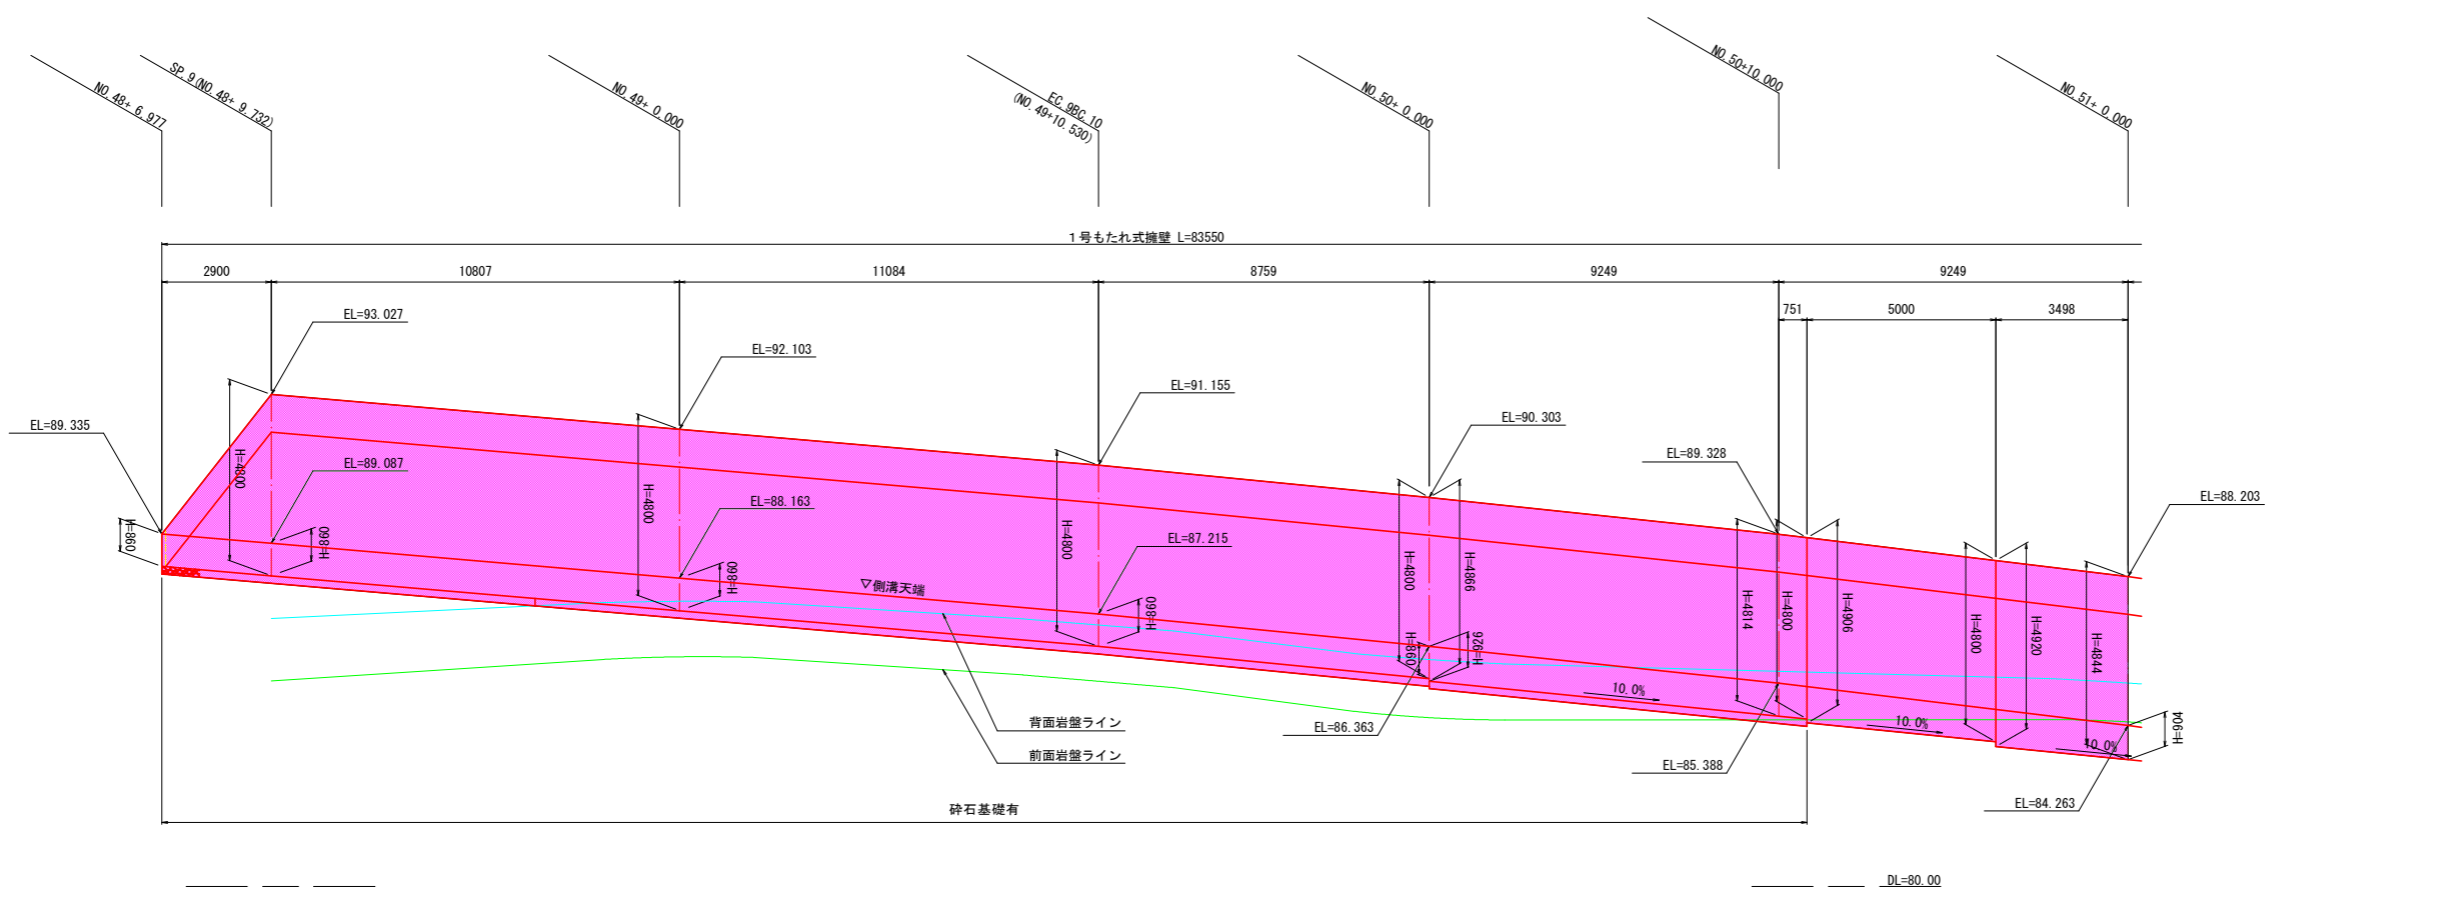 NO.48+ 6.977
SP.9(NO.48+ 9.732)
NO.49+ 0.000
EC.9BC.10
(NO.49+10.530)
NO.50+ 0.000
NO.50+10.000
NO.51+ 0.000
1号もたれ式擁壁 L=83550
2900
10807
11084
8759
9249
9249
751
5000
3498
EL=93.027
EL=92.103
EL=91.155
EL=90.303
EL=89.328
EL=88.203
EL=89.335
EL=89.087
EL=88.163
EL=87.215
EL=86.363
EL=85.388
EL=84.263
H=860
H=4800
H=860
H=4800
H=860
H=4800
H=860
H=4800
H=4866
H=860
H=926
H=4814
H=4800
H=4906
H=4800
H=4920
H=4844
H=904
▽側溝天端
10.0%
10.0%
10.0%
背面岩盤ライン
前面岩盤ライン
砕石基礎有
DL=80.00